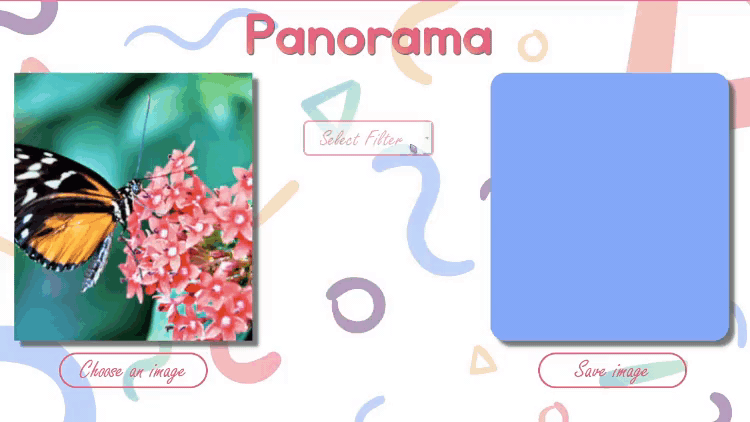 Panorama
Select Filter
Choose an image
Save image